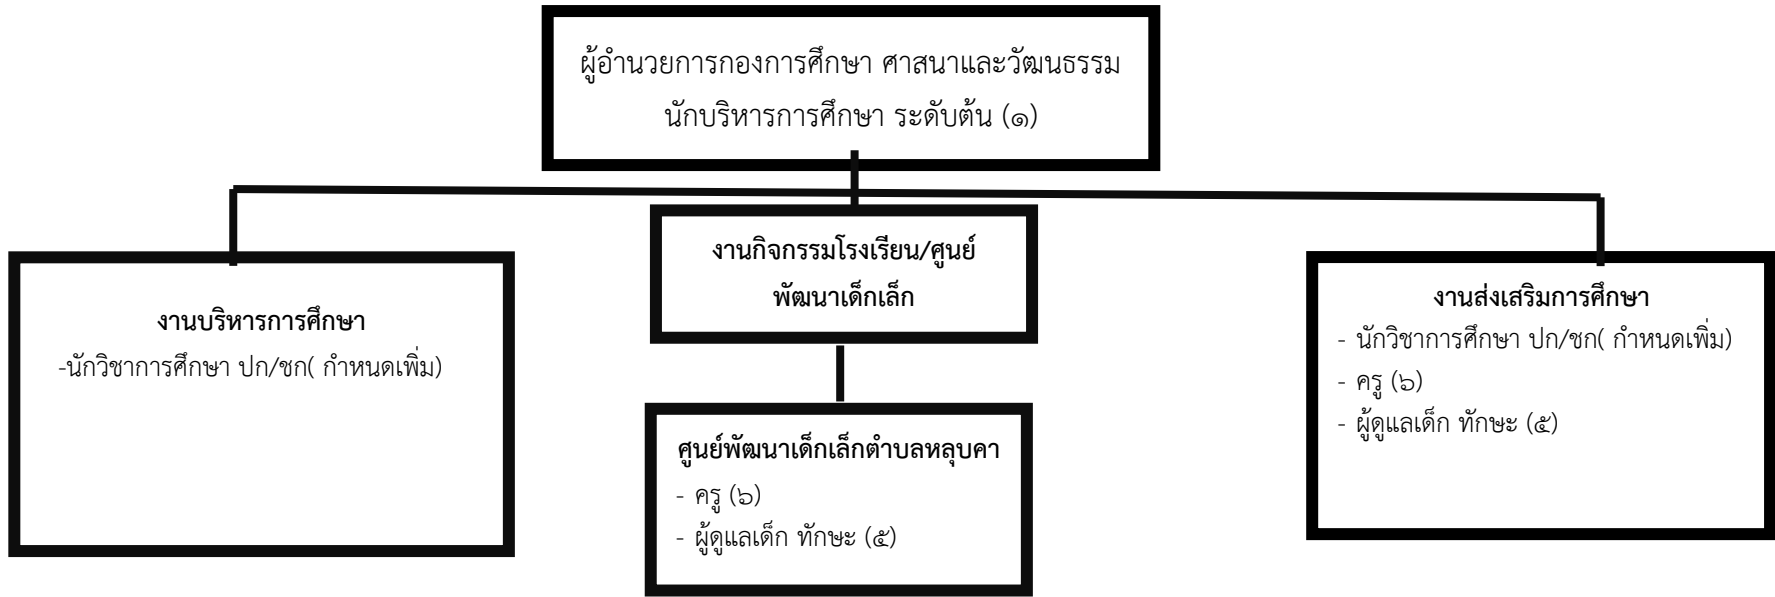 ผู้อำนวยการกองการศึกษา ศาสนาและวัฒนธรรม
นักบริหารการศึกษา ระดับต้น (๑)
งานบริหารการศึกษา
-นักวิชาการศึกษา ปก/ชก( กำหนดเพิ่ม)
งานกิจกรรมโรงเรียน/ศูนย์
พัฒนาเด็กเล็ก
ศูนย์พัฒนาเด็กเล็กตำบลหลุบคา
- ครู (๖)
- ผู้ดูแลเด็ก ทักษะ (๕)
งานส่งเสริมการศึกษา
- นักวิชาการศึกษา ปก/ชก( กำหนดเพิ่ม)
- ครู (๖)
- ผู้ดูแลเด็ก ทักษะ (๕)